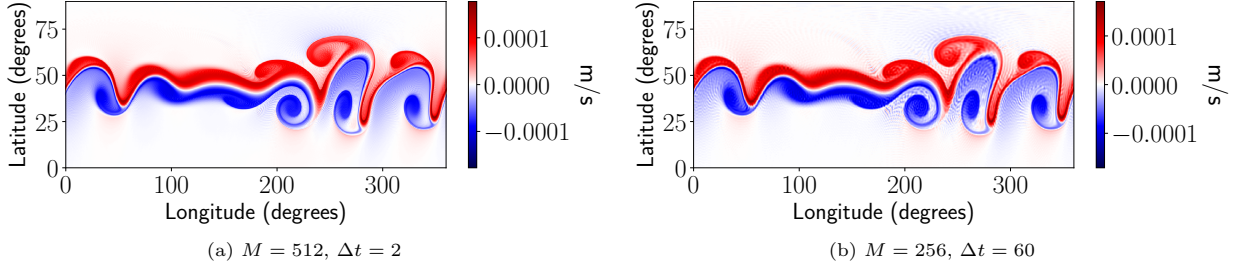 75
50
25
0
Latitude (degrees)
0
100
200
300
Longitude (degrees)
0.0001
0.0000
−0.0001
m/s
(a) M = 512, Δt = 2
75
50
25
0
Latitude (degrees)
0
100
200
300
Longitude (degrees)
0.0001
0.0000
−0.0001
m/s
(b) M = 256, Δt = 60